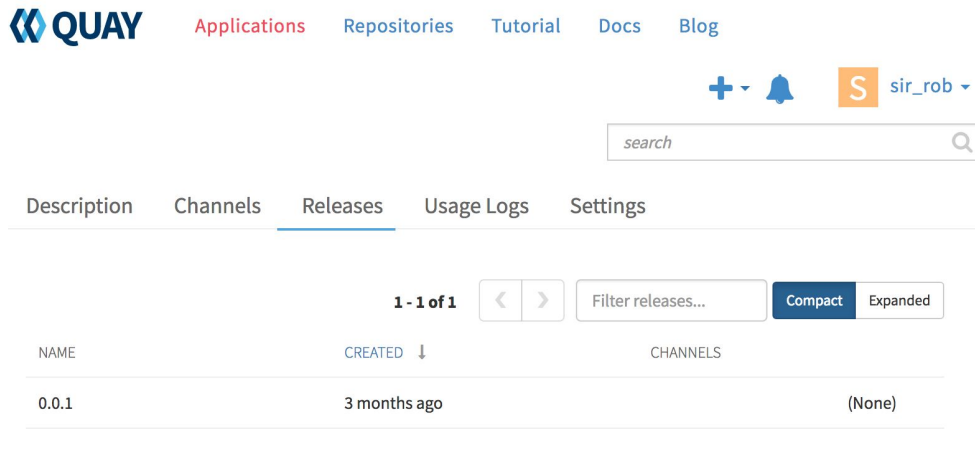 QUAY Applications Repositories Tutorial Docs Blog
S sir_rob
search
Description Channels Releases Usage Logs Settings
1 - 1 of 1 Filter releases... Compact Expanded
NAME CREATED CHANNELS
0.0.1 3 months ago (None)